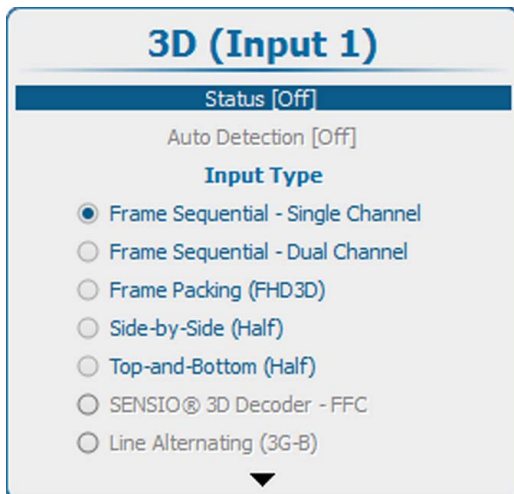 3D (Input 1)
Status [Off]
Auto Detection [Off]
Input Type
Frame Sequential - Single Channel
Frame Sequential - Dual Channel
Frame Packing (FHD3D)
Side-by-Side (Half)
Top-and-Bottom (Half)
SENSIO® 3D Decoder - FFC
Line Alternating (3G-B)